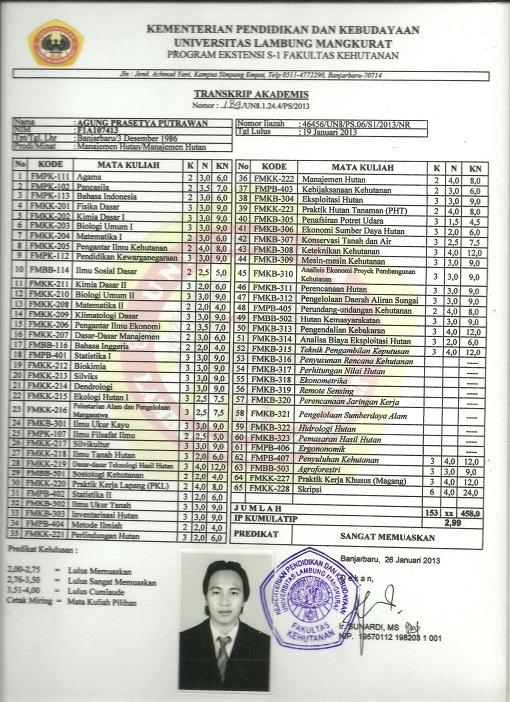 KEMENTERIAN PENDIDIKAN DAN KEBUDAYAAN
UNIVERSITAS LAMBUNG MANGKURAT
PROGRAM EKSTENSI S-1 FAKULTAS KEHUTANAN
Jln : Jend. Achmad Yani, Kampus Simpang Empat, Telp 0511-4772290, Banjarbaru-70714
TRANSKRIP AKADEMIS
Nomor : /UN8.1.24.4/PS/2013
Nama : AGUNG PRASETYA PUTRAWAN
NIM : F1A107413
Tpt/Tgl. Lhr : Banjarbaru/3 Desember 1986
Prodi/Minat : Manajemen Hutan/Manajemen Hutan
Nomor Ijazah : 46456/UN8/PS.06/S1/2013/NR
Tgl Lulus : 19 Januari 2013
No KODE MATA KULIAH K N KN
1 FMPK-111 Agama 2 3,0 6,0
2 FMPK-102 Pancasila 2 3,5 7,0
3 FMPK-113 Bahasa Indonesia 2 3,0 6,0
4 FMKK-201 Fisika Dasar 3 3,0 9,0
5 FMKK-202 Kimia Dasar I 3 3,0 9,0
6 FMKK-203 Biologi Umum I 3 3,0 9,0
7 FMKK-204 Matematika I 2 3,0 6,0
8 FMKK-205 Pengantar Ilmu Kehutanan 2 4,0 8,0
9 FMPK-112 Pendidikan Kewarganegaraan 3 3,0 9,0
10 FMBB-114 Ilmu Sosial Dasar 2 2,5 5,0
11 FMKK-211 Kimia Dasar II 3 2,0 6,0
12 FMKK-210 Biologi Umum II 3 3,0 9,0
13 FMKK-208 Matematika II 2 2,0 4,0
14 FMKK-209 Klimatologi Dasar 3 3,0 9,0
15 FMKK-206 Pengantar Ilmu Ekonomi 2 3,5 7,0
16 FMKK-207 Dasar-Dasar Manajemen 2 3,0 6,0
17 FMBB-116 Bahasa Inggeris 2 2,0 4,0
18 FMPB-401 Statistika I 3 3,0 9,0
19 FMKK-212 Biokimia 3 3,0 9,0
20 FMKK-213 Silviks 3 3,0 9,0
21 FMKK-214 Dendrologi 3 3,0 9,0
22 FMKK-215 Ekologi Hutan I 3 2,5 7,5
23 FMKK-216 Pelestarian Alam dan Pengelolaan Margasatwa 3 2,5 7,5
24 FMKB-301 Ilmu Ukur Kayu 3 3,0 9,0
25 FMPK-107 Ilmu Filsafat Ilmu 2 2,5 5,0
26 FMKK-217 Silvikultur 3 3,0 9,0
27 FMKK-218 Ilmu Tanah Hutan 3 2,0 6,0
28 FMKK-219 Dasar-dasar Teknologi Hasil Hutan 3 4,0 12,0
29 FMBB-501 Sosiologi Kehutanan 2 2,0 4,0
30 FMKK-220 Praktik Kerja Lapang (PKL) 2 4,0 8,0
31 FMPB-402 Statistika II 3 2,0 6,0
32 FMKB-302 Ilmu Ukur Tanah 3 3,0 9,0
33 FMKB-303 Inventarisasi Hutan 3 3,0 9,0
34 FMPB-404 Metode Ilmiah 2 2,0 4,0
35 FMKK-221 Perlindungan Hutan 3 2,0 6,0
No KODE MATA KULIAH K N KN
36 FMKK-222 Manajemen Hutan 2 4,0 8,0
37 FMPB-403 Kebijaksanaan Kehutanan 2 3,0 6,0
38 FMKB-304 Eksploitasi Hutan 3 3,0 9,0
39 FMKK-223 Praktik Hutan Tanaman (PHT) 2 4,0 8,0
40 FMKB-305 Penafsiran Potret Udara 3 1,5 4,5
41 FMKB-306 Ekonomi Sumber Daya Hutan 3 2,0 6,0
42 FMKB-307 Konservasi Tanah dan Air 3 2,5 7,5
43 FMKB-308 Keteknikan Kehutanan 3 4,0 12,0
44 FMKB-309 Mesin-mesin Kehutanan 3 3,0 9,0
45 FMKB-310 Analisis Ekonomi Proyek Pembangunan Kehutanan 3 3,0 9,0
46 FMKB-311 Perencanaan Hutan 3 3,0 9,0
47 FMKB-312 Pengelolaan Daerah Aliran Sungai 3 3,0 9,0
48 FMPB-405 Perundang-undangan Kehutanan 2 4,0 8,0
49 FMBB-502 Hutan Kemasyarakatan 3 3,0 9,0
50 FMKB-313 Pengendalian Kebakaran 3 4,0 12,0
51 FMKB-314 Analisa Biaya Eksploitasi Hutan 3 2,0 6,0
52 FMKB-315 Teknik Pengambilan Keputusan 3 4,0 12,0
53 FMKB-316 Penyusunan Rencana Kehutanan ----
54 FMKB-317 Perhitungan Nilai Hutan ----
55 FMKB-318 Ekonometrika ----
56 FMKB-319 Remote Sensing ----
57 FMKB-320 Perencanaan Jaringan Kerja ----
58 FMKB-321 Pengelolaan Sumberdaya Alam ----
59 FMKB-322 Hidrologi Hutan ----
60 FMKB-323 Pemasaran Hasil Hutan ----
61 FMPB-406 Ergononomik ----
62 FMPB-407 Penyuluhan Kehutanan 3 4,0 12,0
63 FMBB-503 Agroforestri 3 3,0 9,0
64 FMKK-227 Praktik Kerja Khusus (Magang) 3 4,0 12,0
65 FMKK-228 Skripsi 6 4,0 24,0
J U M L A H 153 xx 458,0
IP KUMULATIP 2,99
PREDIKAT SANGAT MEMUASKAN
Predikat Kelulusan :
2,00-2,75 = Lulus Memuaskan
2,76-3,50 = Lulus Sangat Memuaskan
3,51-4,00 = Lulus Cumlaude
Cetak Miring = Mata Kuliah Pilihan
Banjarbaru, 26 Januari 2013
D e k a n,
KEMENTERIAN PENDIDIKAN DAN KEBUDAYAAN
UNIVERSITAS LAMBUNG MANGKURAT
FAKULTAS
KEHUTANAN
Ir. SUNARDI, MS
NIP. 19570112 198203 1 001